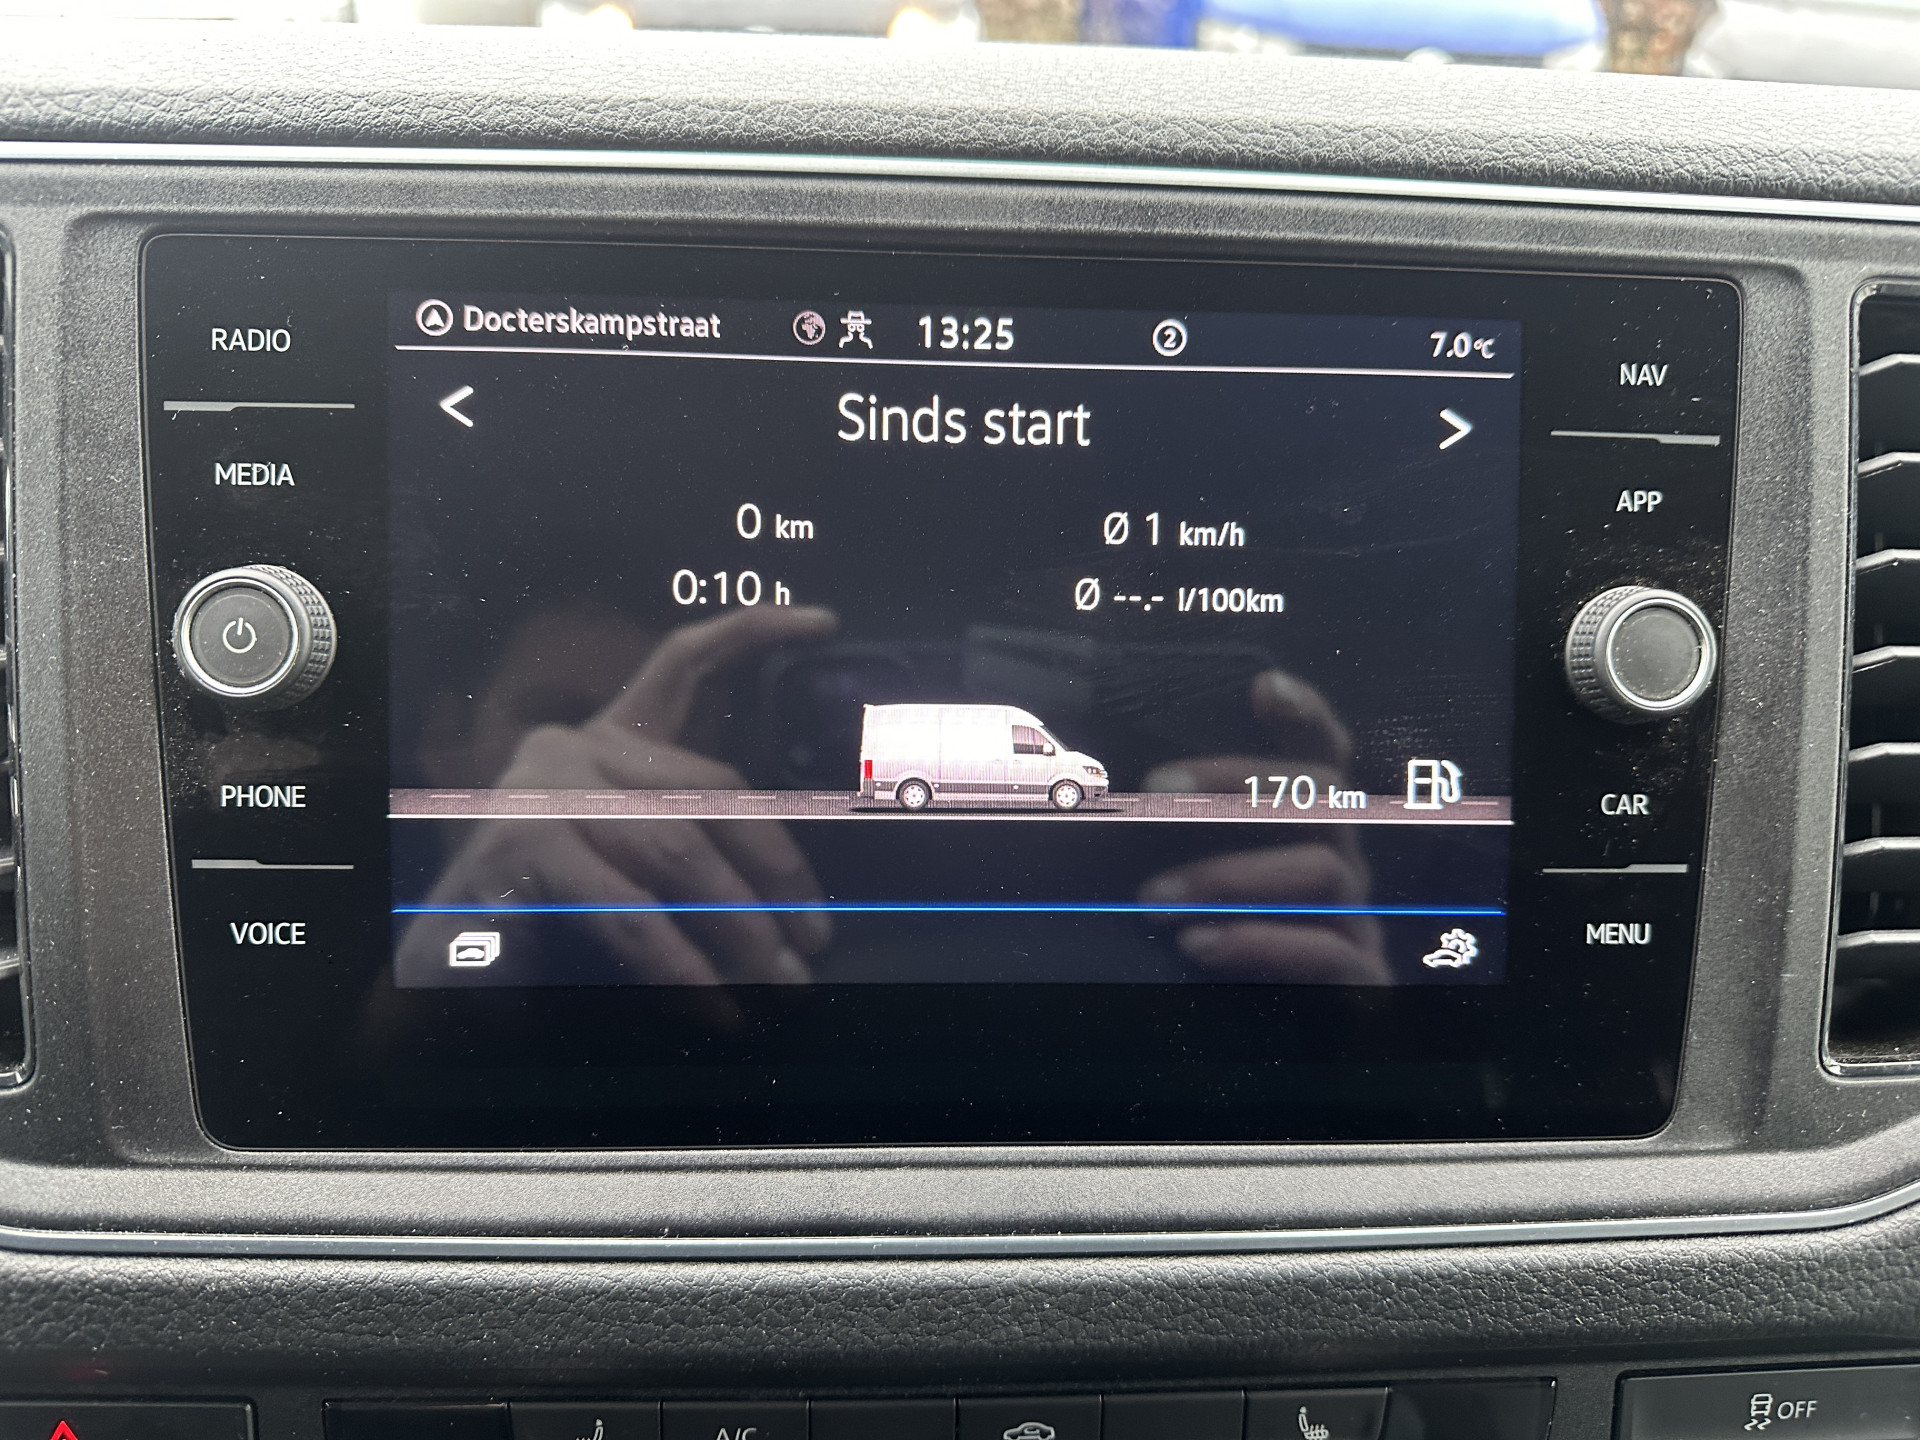 Docterskampstraat
13:25
2
7.0°C
RADIO
NAV
< Sinds start >
MEDIA
APP
0 km
Ø 1 km/h
0:10 h
Ø --.- l/100km
170 km
PHONE
CAR
VOICE
MENU
A/C
OFF